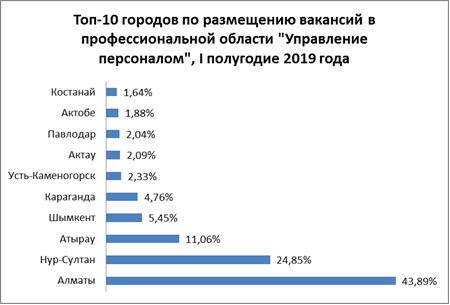 Топ-10 городов по размещению вакансий в
профессиональной области "Управление
персоналом", I полугодие 2019 года
Костанай 1,64%
Актобе 1,88%
Павлодар 2,04%
Актау 2,09%
Усть-Каменогорск 2,33%
Караганда 4,76%
Шымкент 5,45%
Атырау 11,06%
Нур-Султан 24,85%
Алматы 43,89%